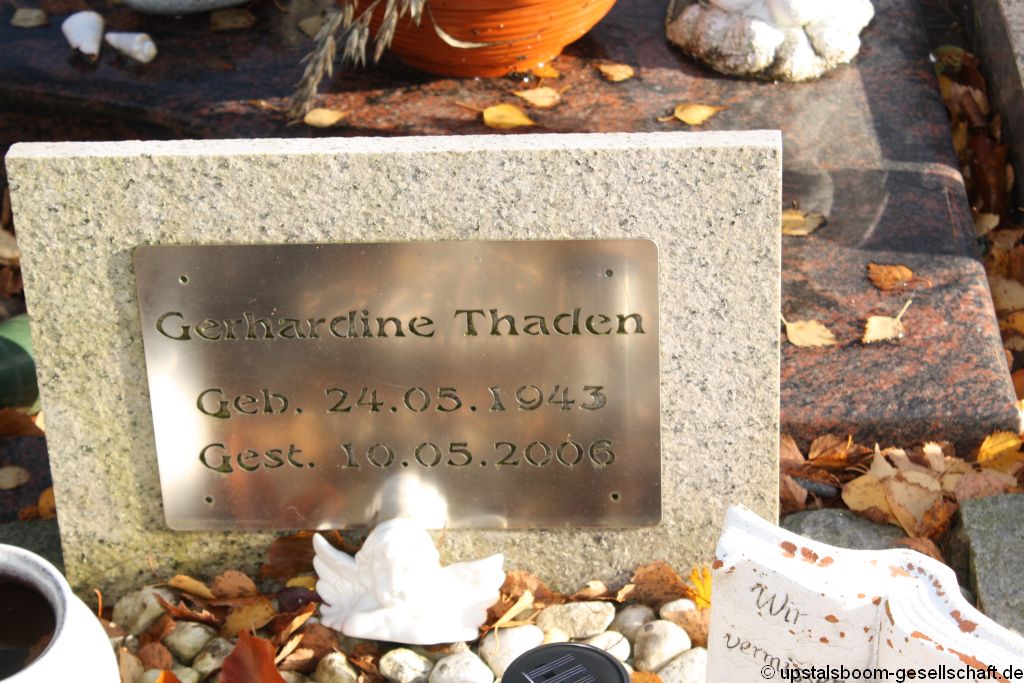 Gerhardine Thaden
Geb. 24.05.1943
Gest. 10.05.2006
Wir
© upstalsboom-gesellschaft.de